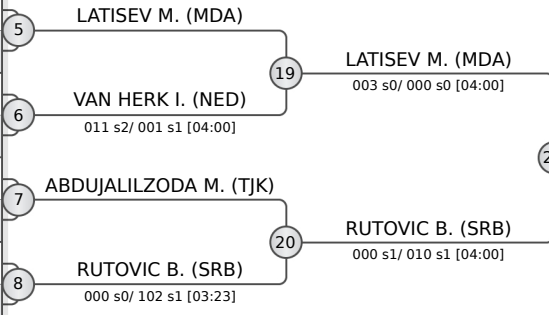 5
LATISEV M. (MDA)
19
LATISEV M. (MDA)
003 s0/ 000 s0 [04:00]
6
VAN HERK I. (NED)
011 s2/ 001 s1 [04:00]
7
ABDUJALILZODA M. (TJK)
20
RUTOVIC B. (SRB)
000 s1/ 010 s1 [04:00]
8
RUTOVIC B. (SRB)
000 s0/ 102 s1 [03:23]